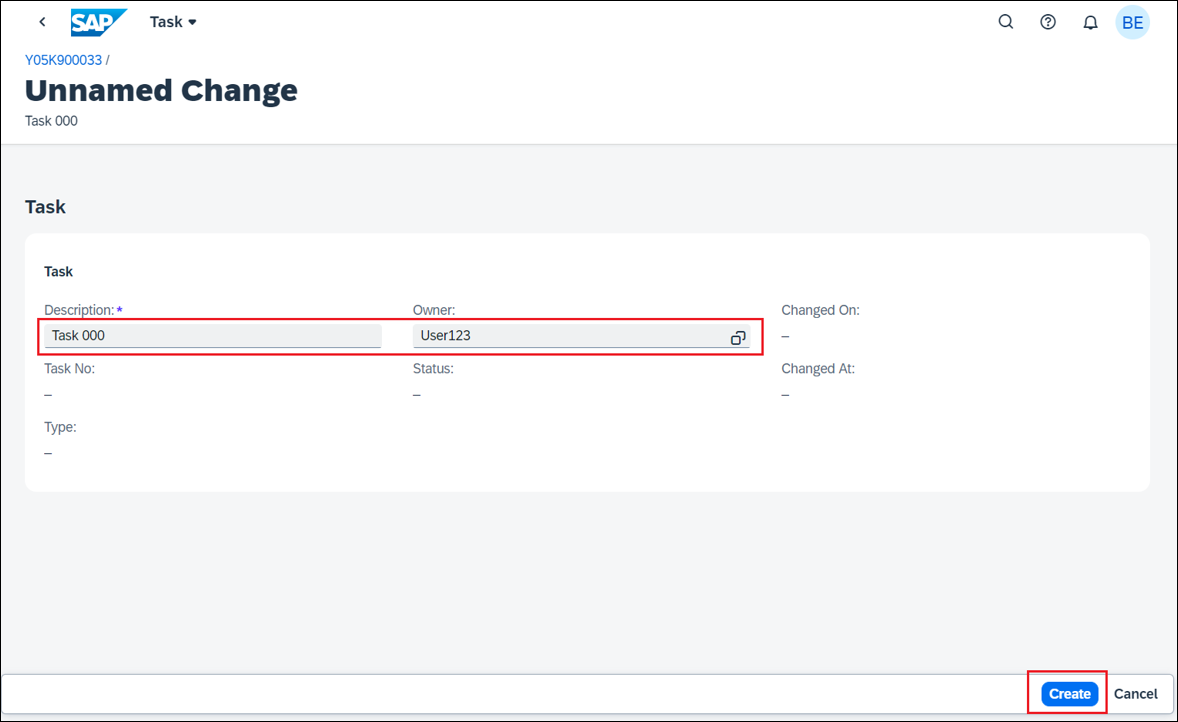 SAP Task BE
Y05K900033 /
Unnamed Change
Task 000
Task
Task
Description: * Owner: Changed On:
Task 000 User123 –
Task No: Status: Changed At:
– – –
Type:
–
Create Cancel